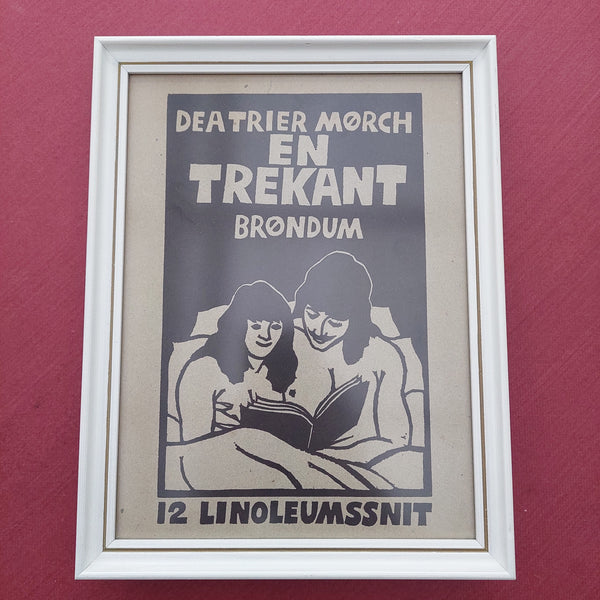 DEA TRIER MØRCH
EN
TREKANT
BRØNDUM
12 LINOLEUMSSNIT